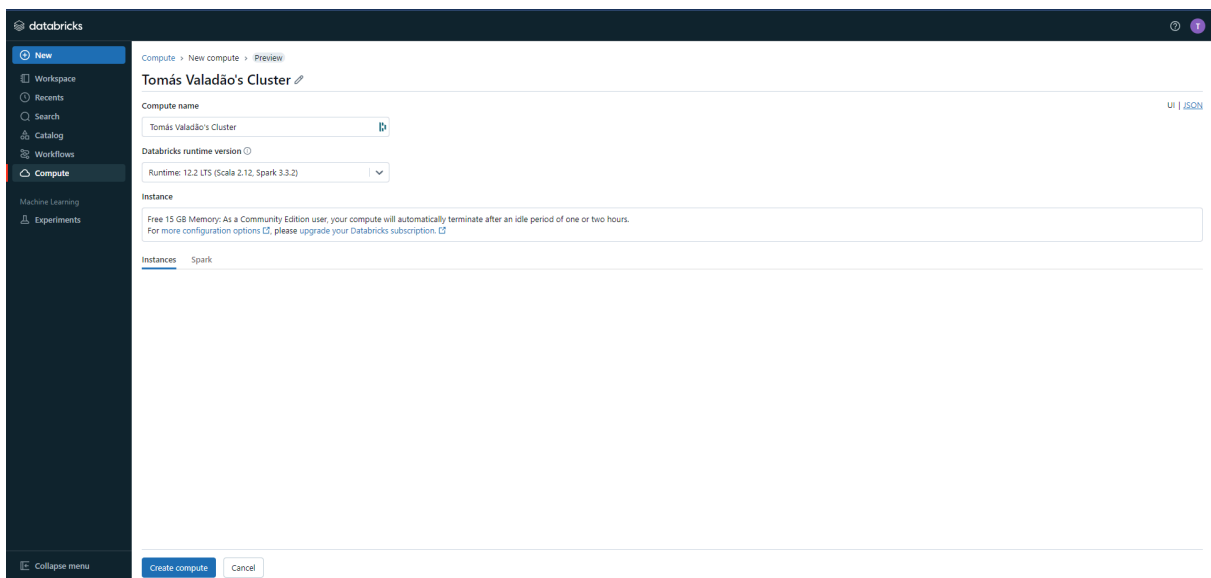 databricks
T
New
Workspace
Recents
Search
Catalog
Workflows
Compute
Machine Learning
Experiments
Collapse menu
Compute > New compute > Preview
Tomás Valadão's Cluster
UI | JSON
Compute name
Tomás Valadão's Cluster
Databricks runtime version
Runtime: 12.2 LTS (Scala 2.12, Spark 3.3.2)
Instance
Free 15 GB Memory: As a Community Edition user, your compute will automatically terminate after an idle period of one or two hours.
For more configuration options, please upgrade your Databricks subscription.
Instances Spark
Create compute Cancel